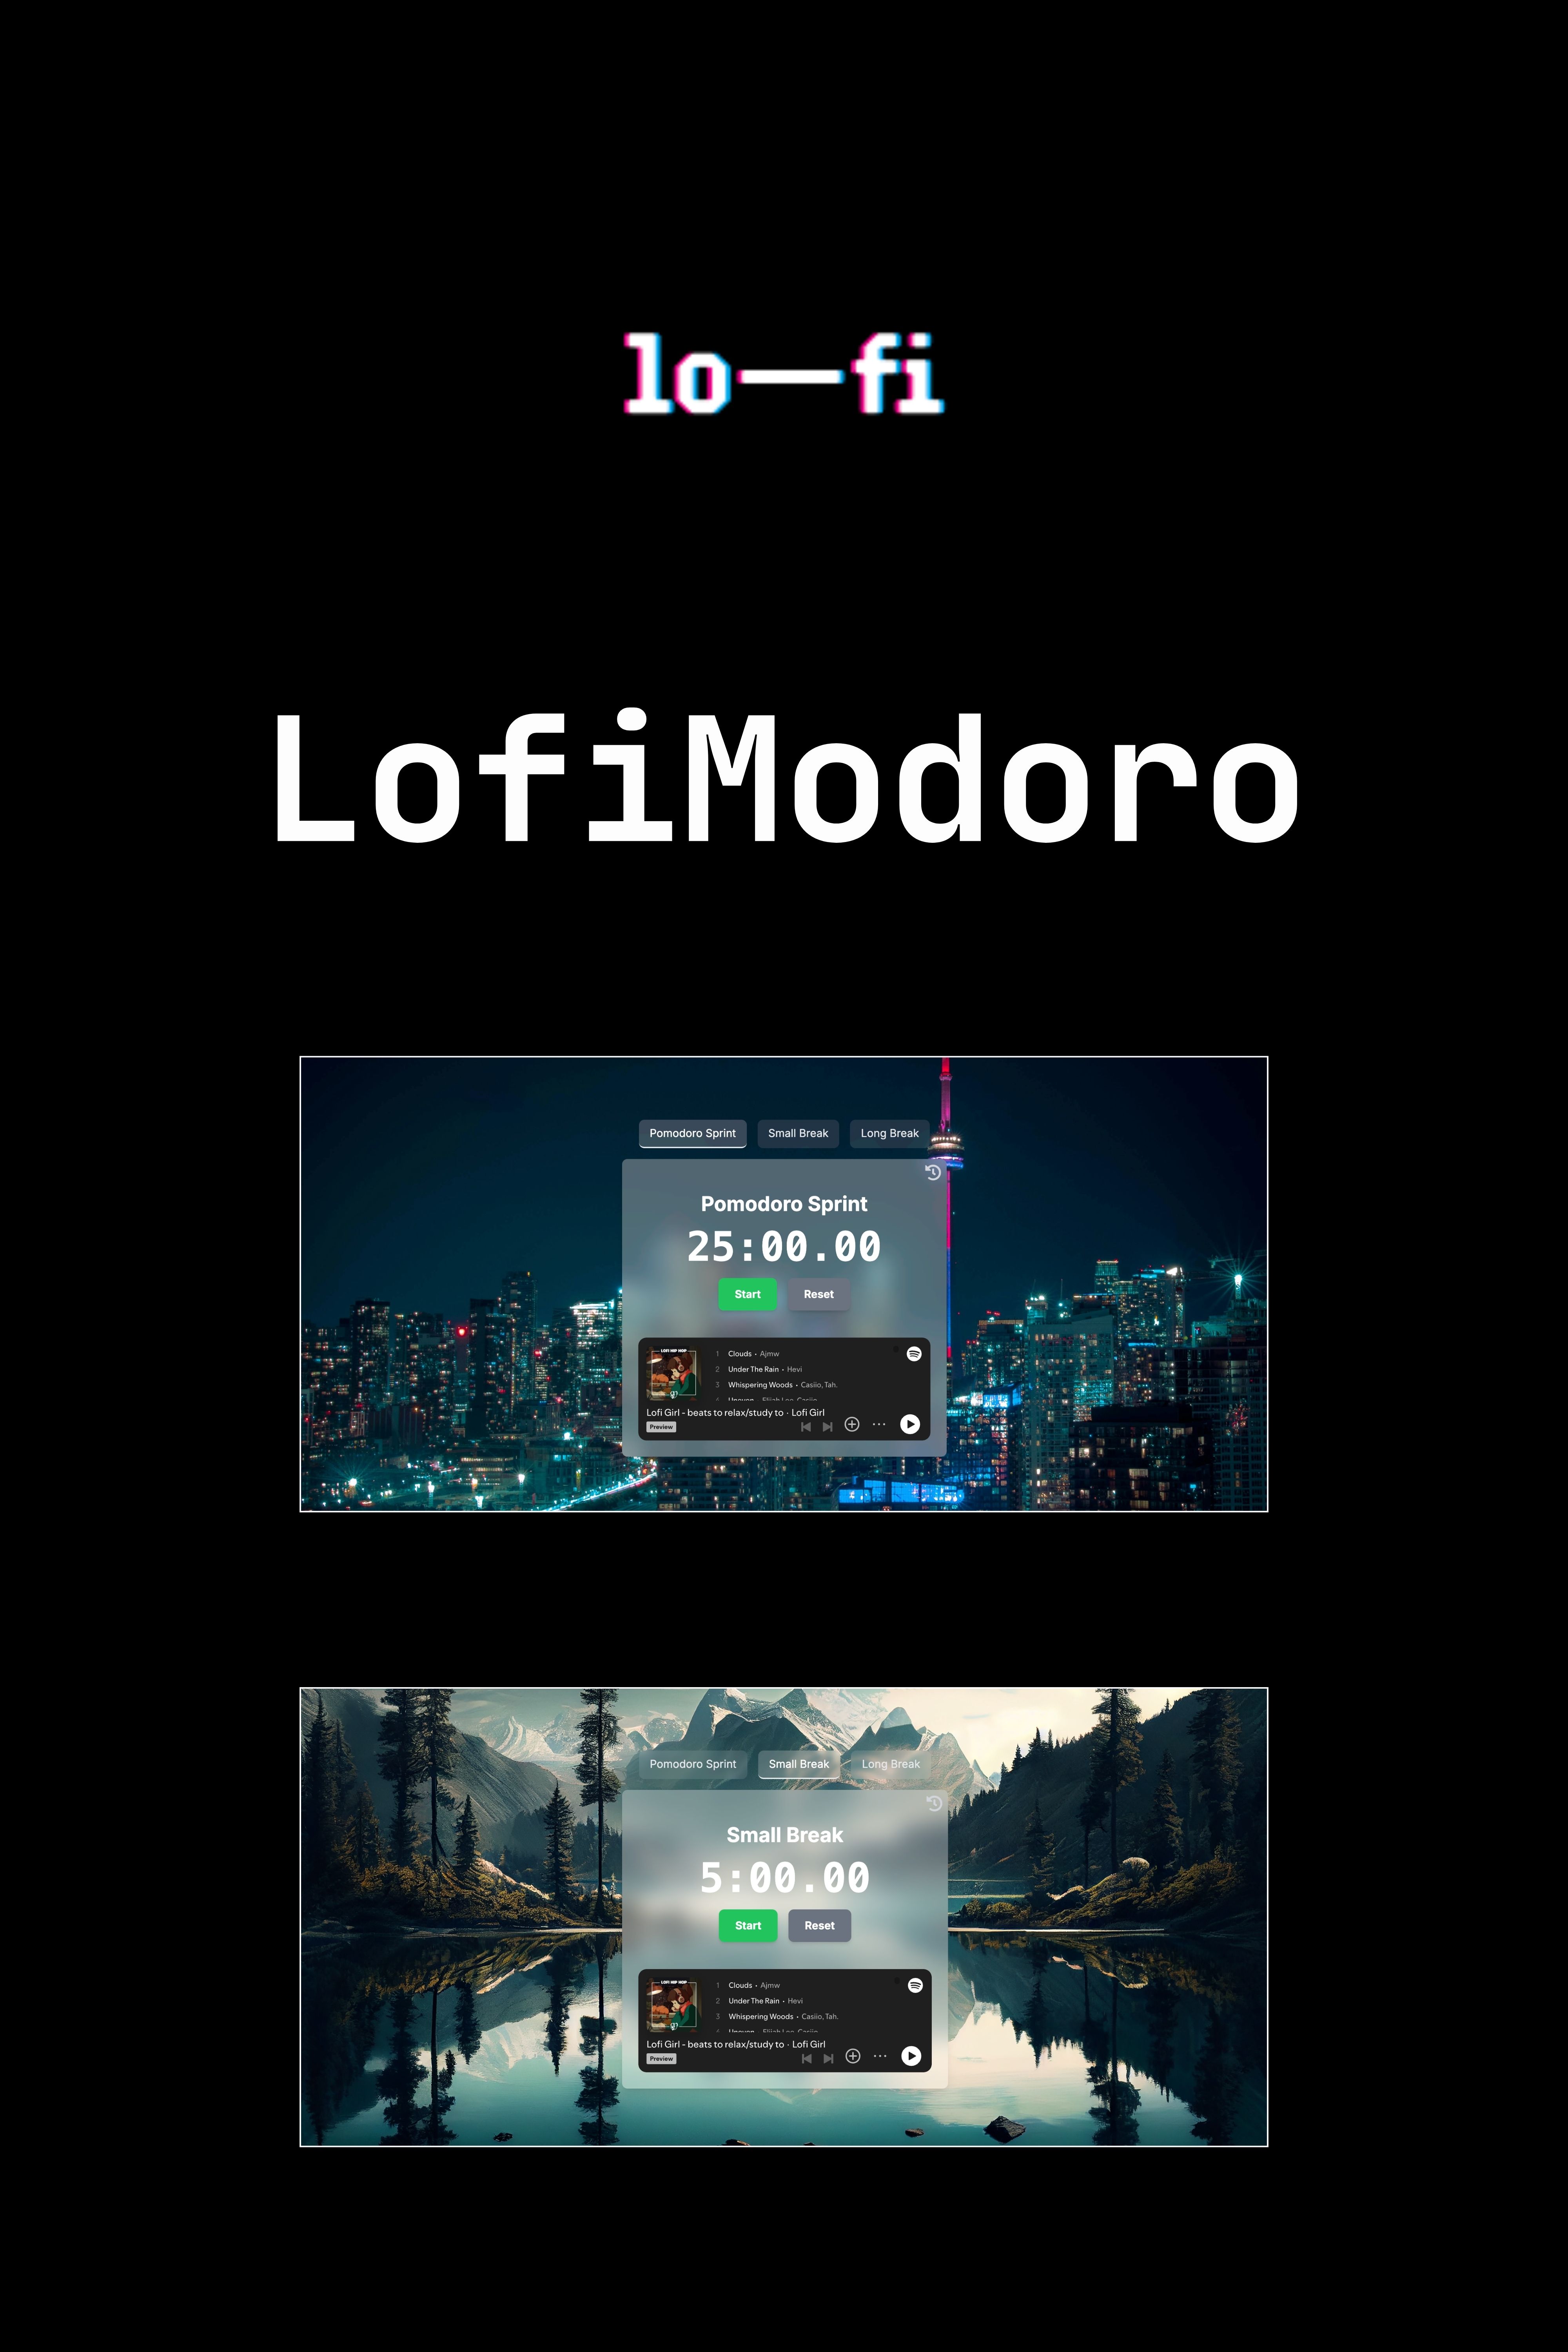 lo—fi
LofiModoro
Pomodoro Sprint Small Break Long Break
Pomodoro Sprint
25:00.00
Start Reset
LOFI HIP HOP
1 Clouds • Ajmw
2 Under The Rain • Hevi
3 Whispering Woods • Casiio, Tah.
Lofi Girl - beats to relax/study to · Lofi Girl
Preview
Pomodoro Sprint Small Break Long Break
Small Break
5:00.00
Start Reset
LOFI HIP HOP
1 Clouds • Ajmw
2 Under The Rain • Hevi
3 Whispering Woods • Casiio, Tah.
Lofi Girl - beats to relax/study to · Lofi Girl
Preview